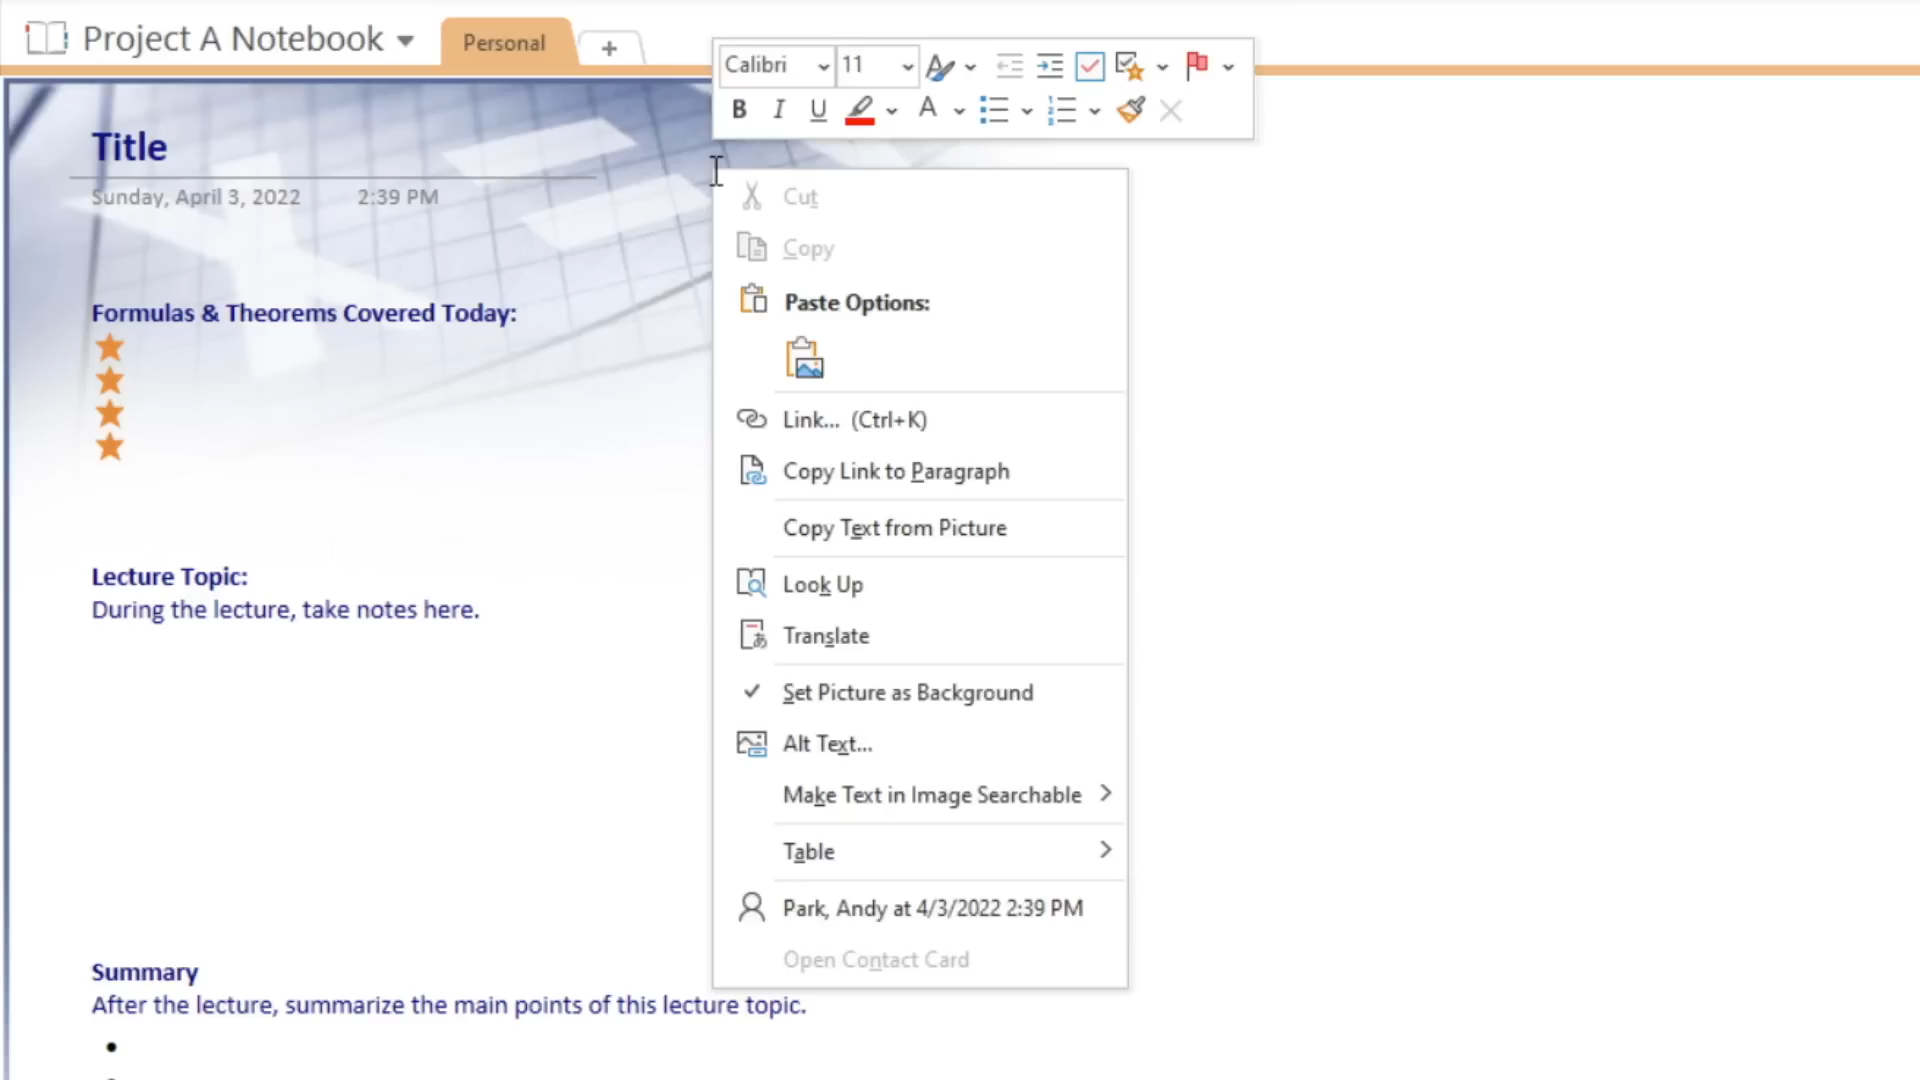 Project A Notebook
Personal
+
Calibri
11
B I U A
Title
Sunday, April 3, 2022 2:39 PM
Formulas & Theorems Covered Today:
Lecture Topic:
During the lecture, take notes here.
Summary
After the lecture, summarize the main points of this lecture topic.
Cut
Copy
Paste Options:
Link... (Ctrl+K)
Copy Link to Paragraph
Copy Text from Picture
Look Up
Translate
Set Picture as Background
Alt Text...
Make Text in Image Searchable
Table
Park, Andy at 4/3/2022 2:39 PM
Open Contact Card